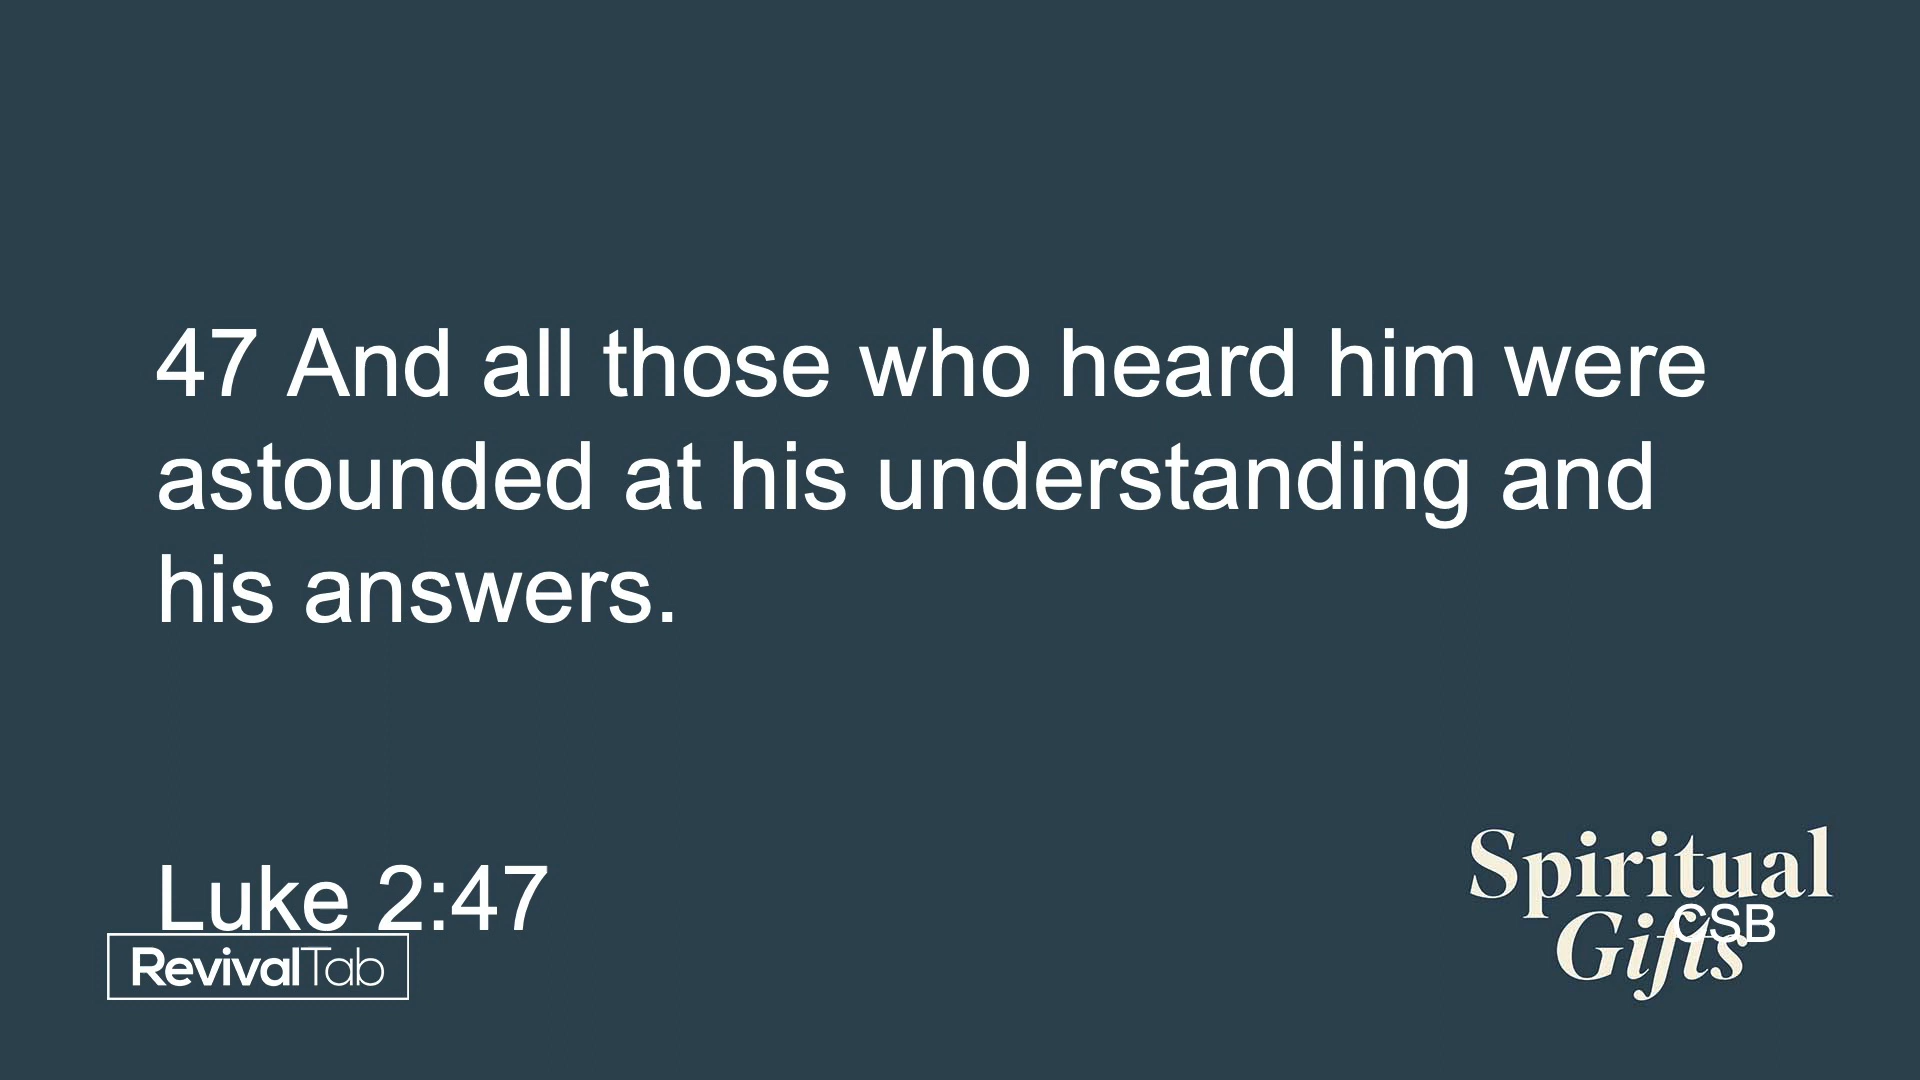 47 And all those who heard him were
astounded at his understanding and
his answers.
Luke 2:47
RevivalTab
Spiritual
Gifts
CSB